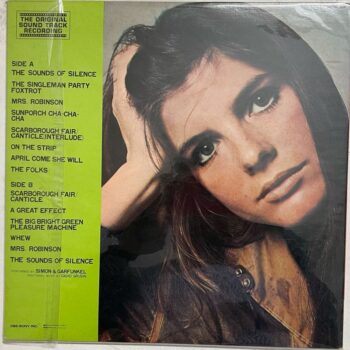 THE ORIGINAL
SOUND TRACK
RECORDING
SIDE A
THE SOUNDS OF SILENCE
THE SINGLEMAN PARTY
FOXTROT
MRS. ROBINSON
SUNPORCH CHA-CHA-
CHA
SCARBOROUGH FAIR/
CANTICLE (INTERLUDE)
ON THE STRIP
APRIL COME SHE WILL
THE FOLKS
SIDE B
SCARBOROUGH FAIR/
CANTICLE
A GREAT EFFECT
THE BIG BRIGHT GREEN
PLEASURE MACHINE
WHEW
MRS. ROBINSON
THE SOUNDS OF SILENCE
SIMON & GARFUNKEL
DAVID GRUSIN